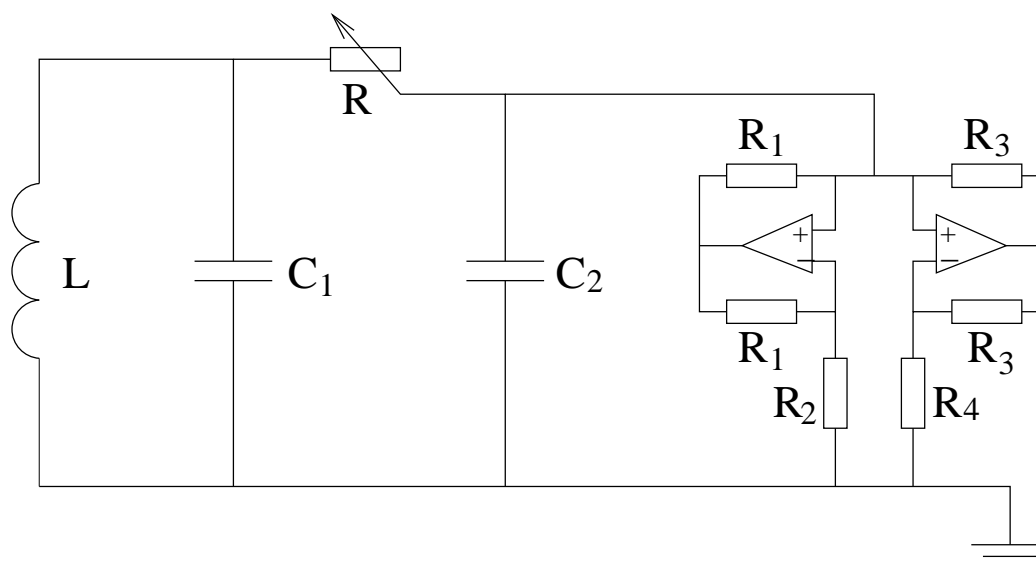 R
R₁
R₃
+
−
+
−
L
C₁
C₂
R₁
R₃
R₂
R₄